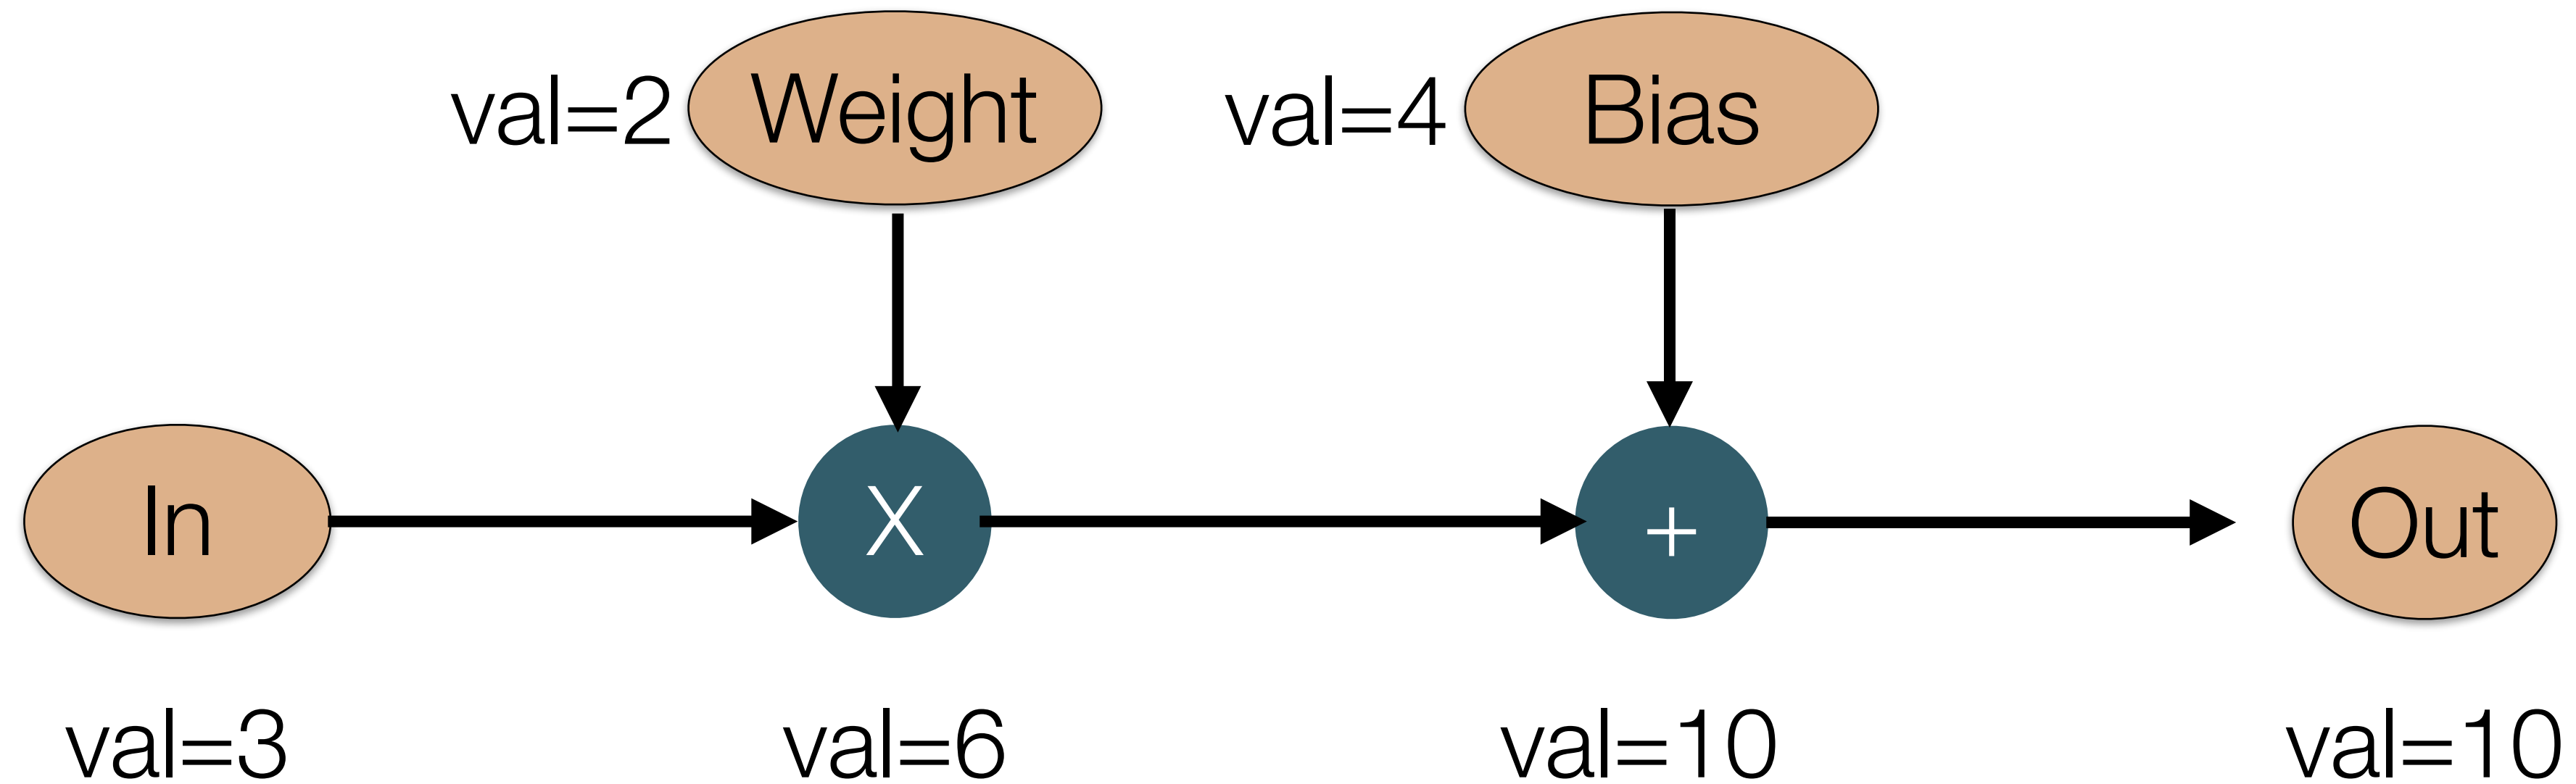 val=2
Weight
val=4
Bias
In
X
+
Out
val=3
val=6
val=10
val=10